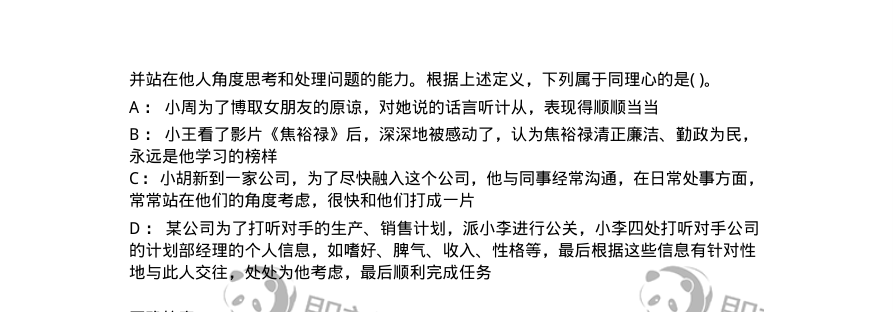 并站在他人角度思考和处理问题的能力。根据上述定义，下列属于同理心的是( )。
A： 小周为了博取女朋友的原谅，对她说的话言听计从，表现得顺顺当当
B： 小王看了影片《焦裕禄》后，深深地被感动了，认为焦裕禄清正廉洁、勤政为民，
永远是他学习的榜样
C：小胡新到一家公司，为了尽快融入这个公司，他与同事经常沟通，在日常处事方面，
常常站在他们的角度考虑，很快和他们打成一片
D： 某公司为了打听对手的生产、销售计划，派小李进行公关，小李四处打听对手公司
的计划部经理的个人信息，如嗜好、脾气、收入、性格等，最后根据这些信息有针对性
地与此人交往，处处为他考虑，最后顺利完成任务